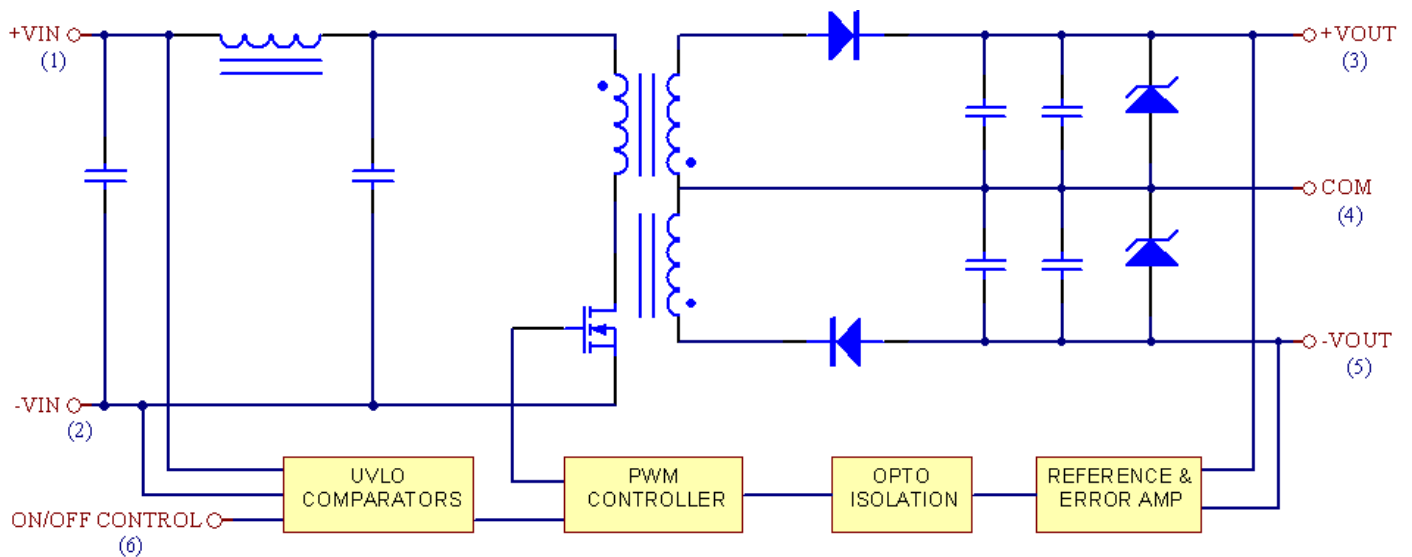 +VIN
(1)
+VOUT
(3)
COM
(4)
-VOUT
(5)
-VIN
(2)
UVLO
COMPARATORS
PWM
CONTROLLER
OPTO
ISOLATION
REFERENCE &
ERROR AMP
ON/OFF CONTROL
(6)